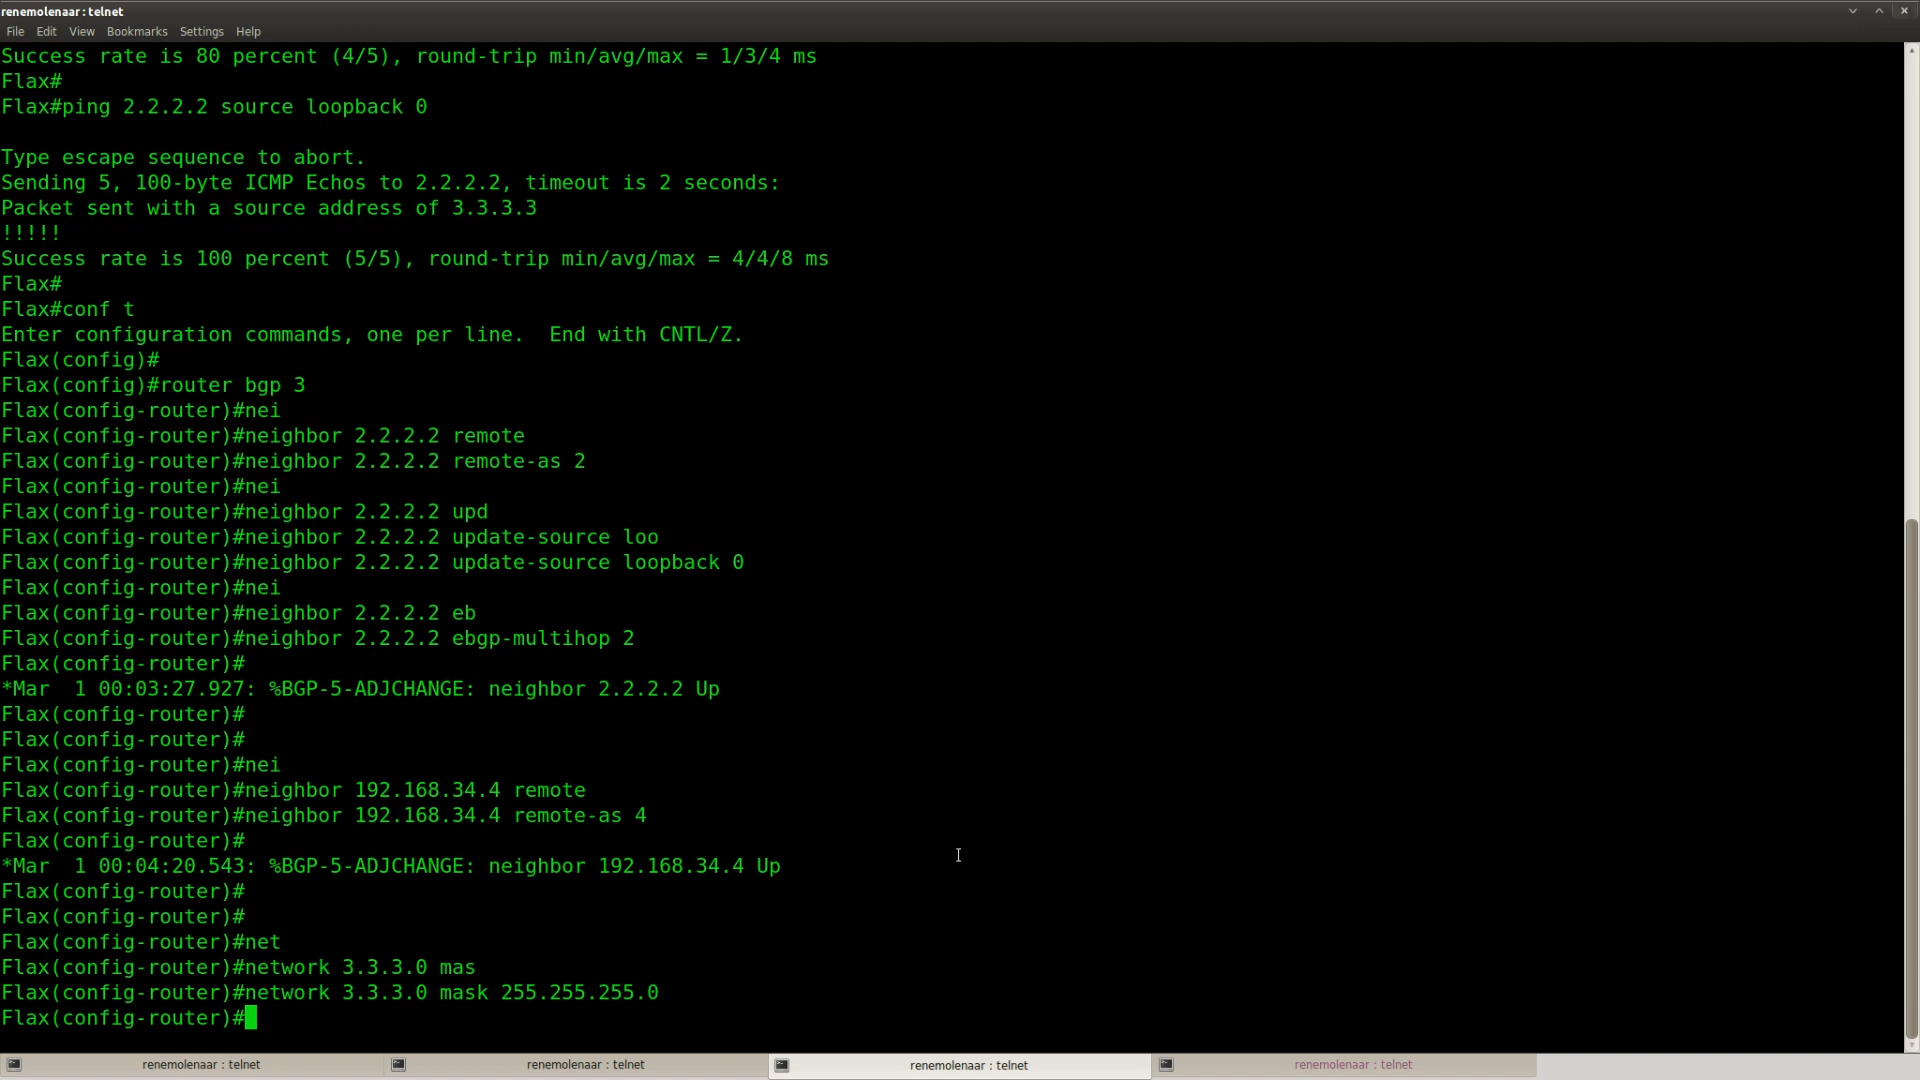 renemolenaar : telnet
File Edit View Bookmarks Settings Help
Success rate is 80 percent (4/5), round-trip min/avg/max = 1/3/4 ms
Flax#
Flax#ping 2.2.2.2 source loopback 0
Type escape sequence to abort.
Sending 5, 100-byte ICMP Echos to 2.2.2.2, timeout is 2 seconds:
Packet sent with a source address of 3.3.3.3
!!!!!
Success rate is 100 percent (5/5), round-trip min/avg/max = 4/4/8 ms
Flax#
Flax#conf t
Enter configuration commands, one per line.  End with CNTL/Z.
Flax(config)#
Flax(config)#router bgp 3
Flax(config-router)#nei
Flax(config-router)#neighbor 2.2.2.2 remote
Flax(config-router)#neighbor 2.2.2.2 remote-as 2
Flax(config-router)#nei
Flax(config-router)#neighbor 2.2.2.2 upd
Flax(config-router)#neighbor 2.2.2.2 update-source loo
Flax(config-router)#neighbor 2.2.2.2 update-source loopback 0
Flax(config-router)#nei
Flax(config-router)#neighbor 2.2.2.2 eb
Flax(config-router)#neighbor 2.2.2.2 ebgp-multihop 2
Flax(config-router)#
*Mar  1 00:03:27.927: %BGP-5-ADJCHANGE: neighbor 2.2.2.2 Up
Flax(config-router)#
Flax(config-router)#
Flax(config-router)#nei
Flax(config-router)#neighbor 192.168.34.4 remote
Flax(config-router)#neighbor 192.168.34.4 remote-as 4
Flax(config-router)#
*Mar  1 00:04:20.543: %BGP-5-ADJCHANGE: neighbor 192.168.34.4 Up
Flax(config-router)#
Flax(config-router)#
Flax(config-router)#net
Flax(config-router)#network 3.3.3.0 mas
Flax(config-router)#network 3.3.3.0 mask 255.255.255.0
Flax(config-router)#
renemolenaar : telnet renemolenaar : telnet renemolenaar : telnet renemolenaar : telnet